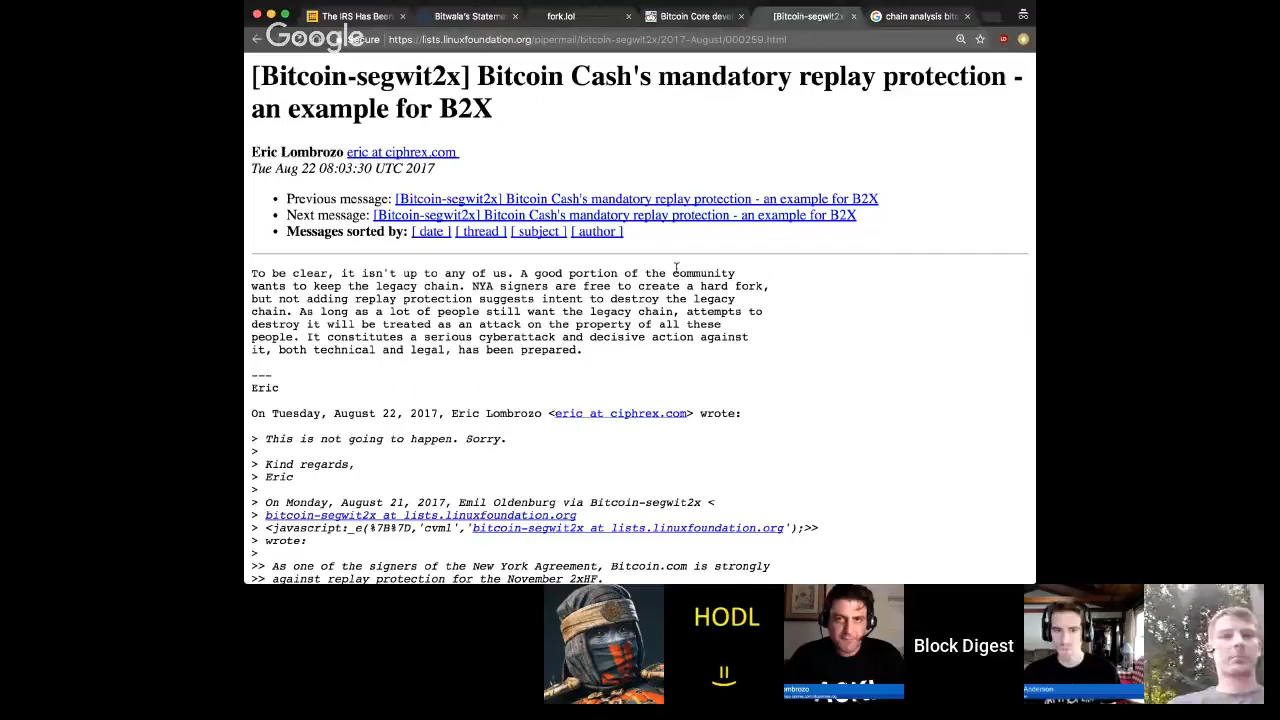 The IRS Has Been
Bitwala's Stateme
fork.lol
Bitcoin Core deve
[Bitcoin-segwit2x
chain analysis bitc
Google
Secure https://lists.linuxfoundation.org/pipermail/bitcoin-segwit2x/2017-August/000259.html
[Bitcoin-segwit2x] Bitcoin Cash's mandatory replay protection -
an example for B2X
Eric Lombrozo eric at ciphrex.com
Tue Aug 22 08:03:30 UTC 2017
• Previous message: [Bitcoin-segwit2x] Bitcoin Cash's mandatory replay protection - an example for B2X
• Next message: [Bitcoin-segwit2x] Bitcoin Cash's mandatory replay protection - an example for B2X
• Messages sorted by: [ date ] [ thread ] [ subject ] [ author ]
To be clear, it isn't up to any of us. A good portion of the community
wants to keep the legacy chain. NYA signers are free to create a hard fork,
but not adding replay protection suggests intent to destroy the legacy
chain. As long as a lot of people still want the legacy chain, attempts to
destroy it will be treated as an attack on the property of all these
people. It constitutes a serious cyberattack and decisive action against
it, both technical and legal, has been prepared.
---
Eric
On Tuesday, August 22, 2017, Eric Lombrozo <eric at ciphrex.com> wrote:
> This is not going to happen. Sorry.
>
> Kind regards,
> Eric
>
> On Monday, August 21, 2017, Emil Oldenburg via Bitcoin-segwit2x <
> bitcoin-segwit2x at lists.linuxfoundation.org
> <javascript:_e(%7B%7D,'cvml','bitcoin-segwit2x at lists.linuxfoundation.org');>>
> wrote:
>
>> As one of the signers of the New York Agreement, Bitcoin.com is strongly
>> against replay protection for the November 2xHF.
HODL
=)
Block Digest
ombrozo
Anderson